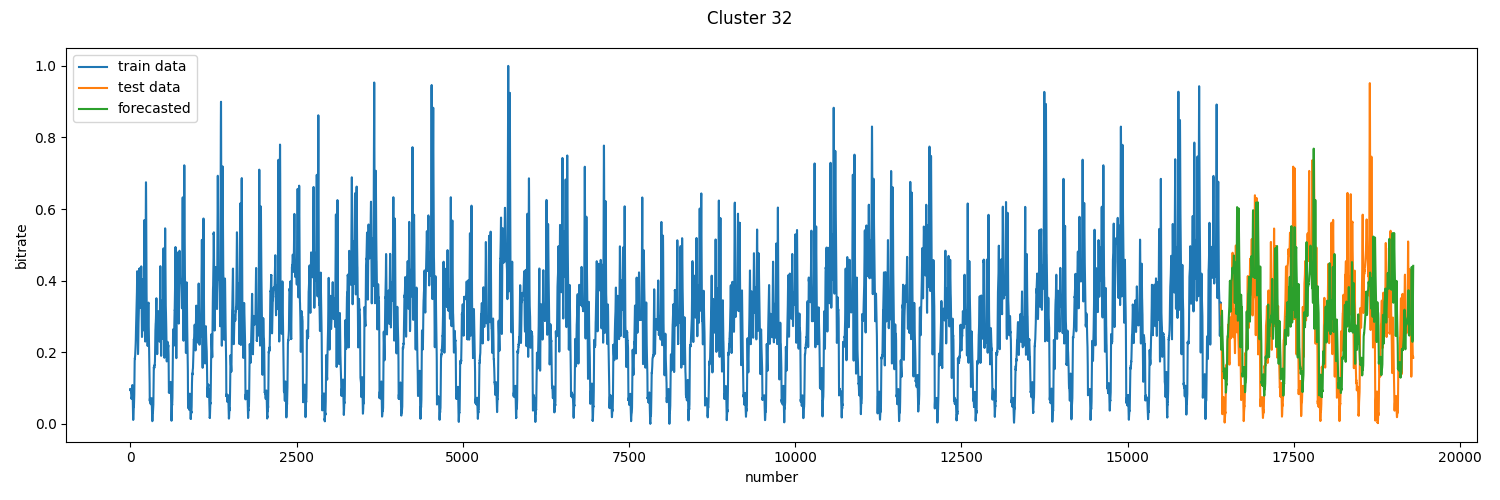 Cluster 32
train data
test data
forecasted
1.0
0.8
0.6
0.4
0.2
0.0
bitrate
0 2500 5000 7500 10000 12500 15000 17500 20000
number